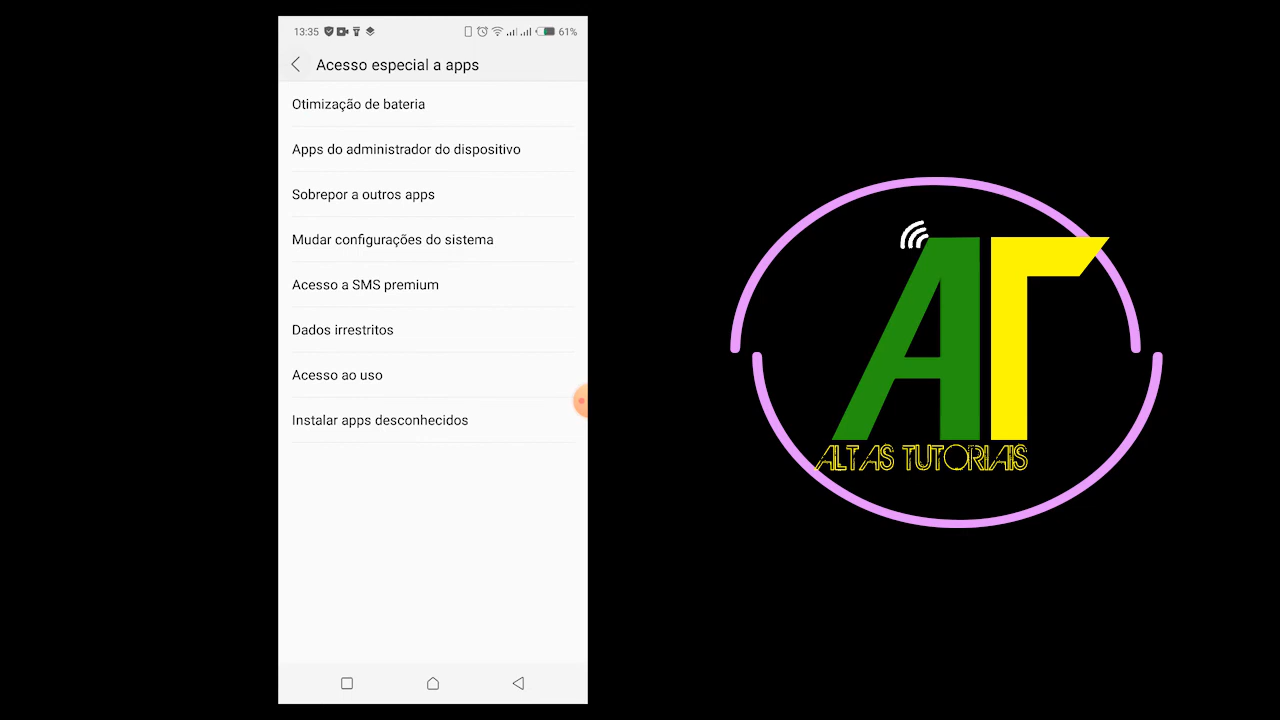 13:35
61%
Acesso especial a apps
Otimização de bateria
Apps do administrador do dispositivo
Sobrepor a outros apps
Mudar configurações do sistema
Acesso a SMS premium
Dados irrestritos
Acesso ao uso
Instalar apps desconhecidos
AT
ALTAS TUTORIAIS